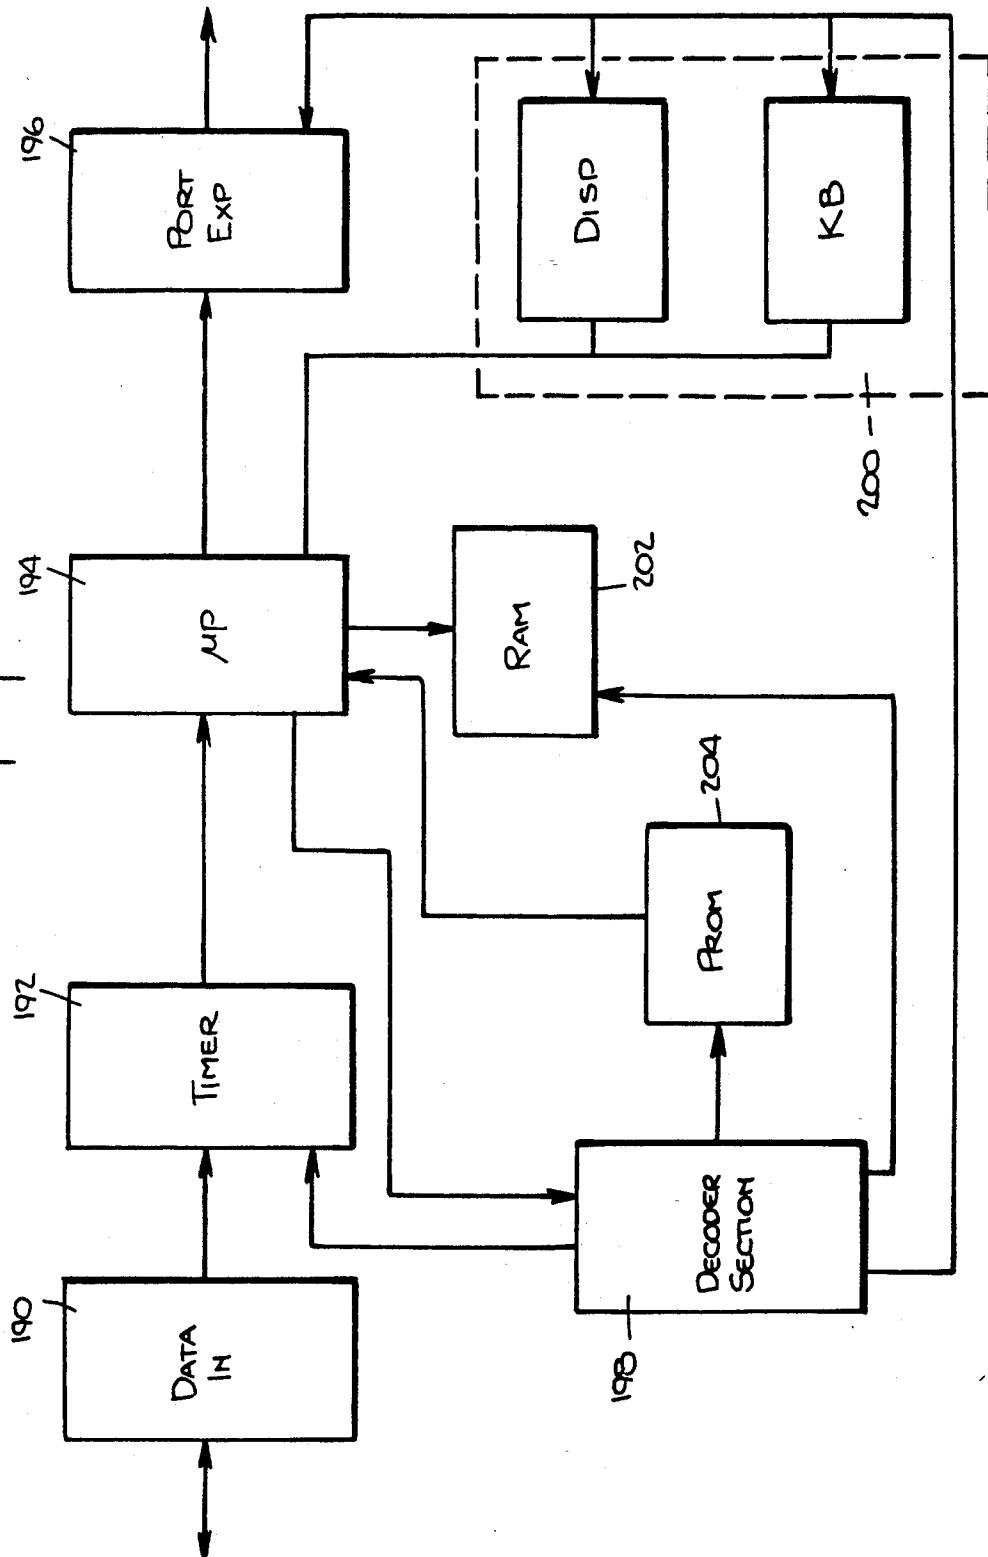 190
DATA
IN
192
TIMER
194
μP
196
PORT
EXP
198
DECODER
SECTION
204
PROM
202
RAM
200
DISP
KB